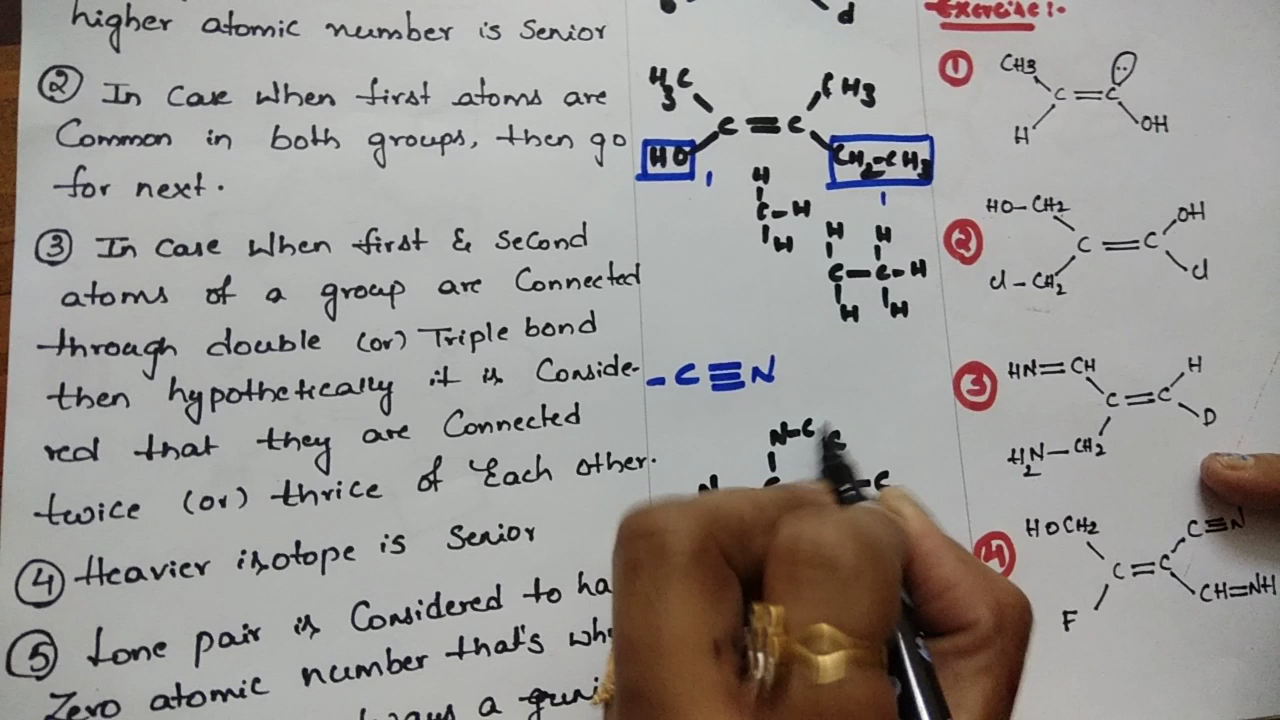 higher atomic number is Senior
② In Case when first atoms are
Common in both groups, then go
for next.
③ In Case when first & Second
atoms of a group are Connected
through double (or) Triple bond
then hypothetically it is Conside-
red that they are Connected
twice (or) thrice of Each other.
④ Heavier isotope is Senior
⑤ Lone pair is Considered to ha
Zero atomic number that's
a
d
H3C
CH3
C=C
HO
CH2-CH3
1
1
H
C-H
H
H H
C-C-H
H H
-C≡N
N-C
C
C
Exercise:-
①
CH3
C=C
H
OH
②
HO-CH2
OH
C=C
Cl-CH2
Cl
③
HN=CH
H
C=C
D
H2N-CH2
④
HOCH2
C≡N
C=C
CH=NH
F